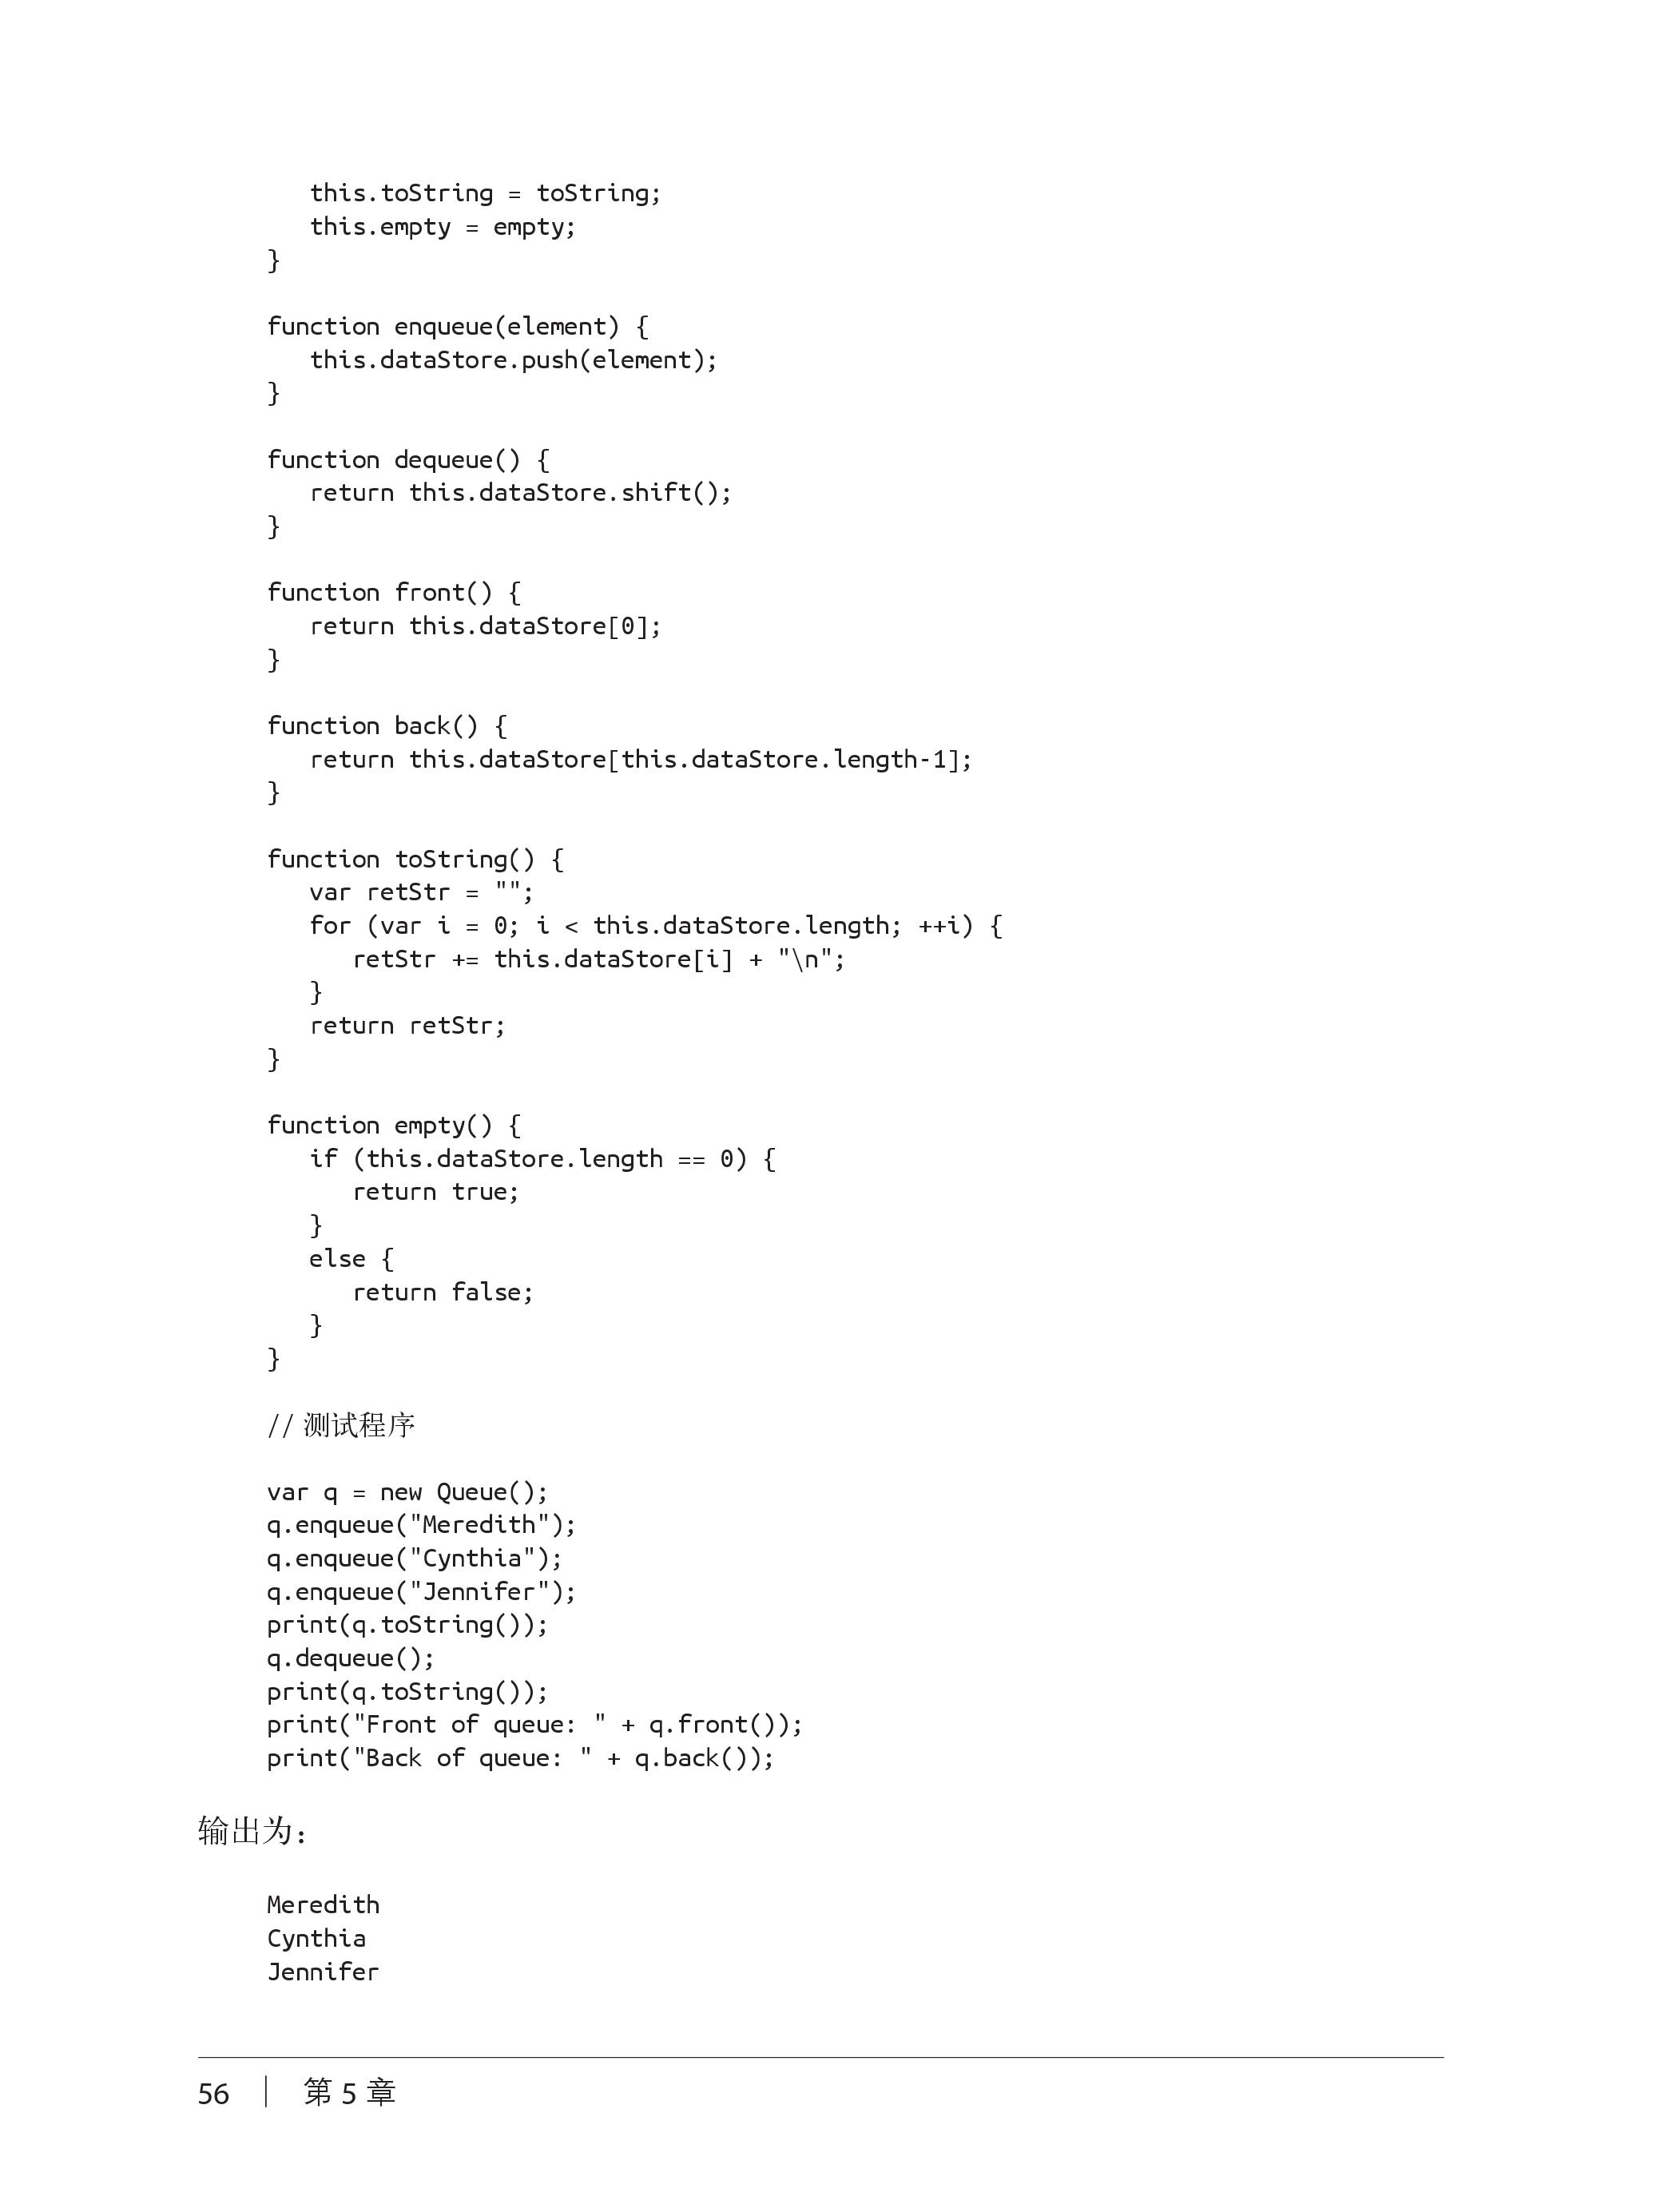 this.toString = toString;
this.empty = empty;
}
function enqueue(element) {
this.dataStore.push(element);
}
function dequeue() {
return this.dataStore.shift();
}
function front() {
return this.dataStore[0];
}
function back() {
return this.dataStore[this.dataStore.length-1];
}
function toString() {
var retStr = "";
for (var i = 0; i < this.dataStore.length; ++i) {
retStr += this.dataStore[i] + "\n";
}
return retStr;
}
function empty() {
if (this.dataStore.length == 0) {
return true;
}
else {
return false;
}
}
// 测试程序
var q = new Queue();
q.enqueue("Meredith");
q.enqueue("Cynthia");
q.enqueue("Jennifer");
print(q.toString());
q.dequeue();
print(q.toString());
print("Front of queue: " + q.front());
print("Back of queue: " + q.back());
输出为：
Meredith
Cynthia
Jennifer
56 | 第 5 章